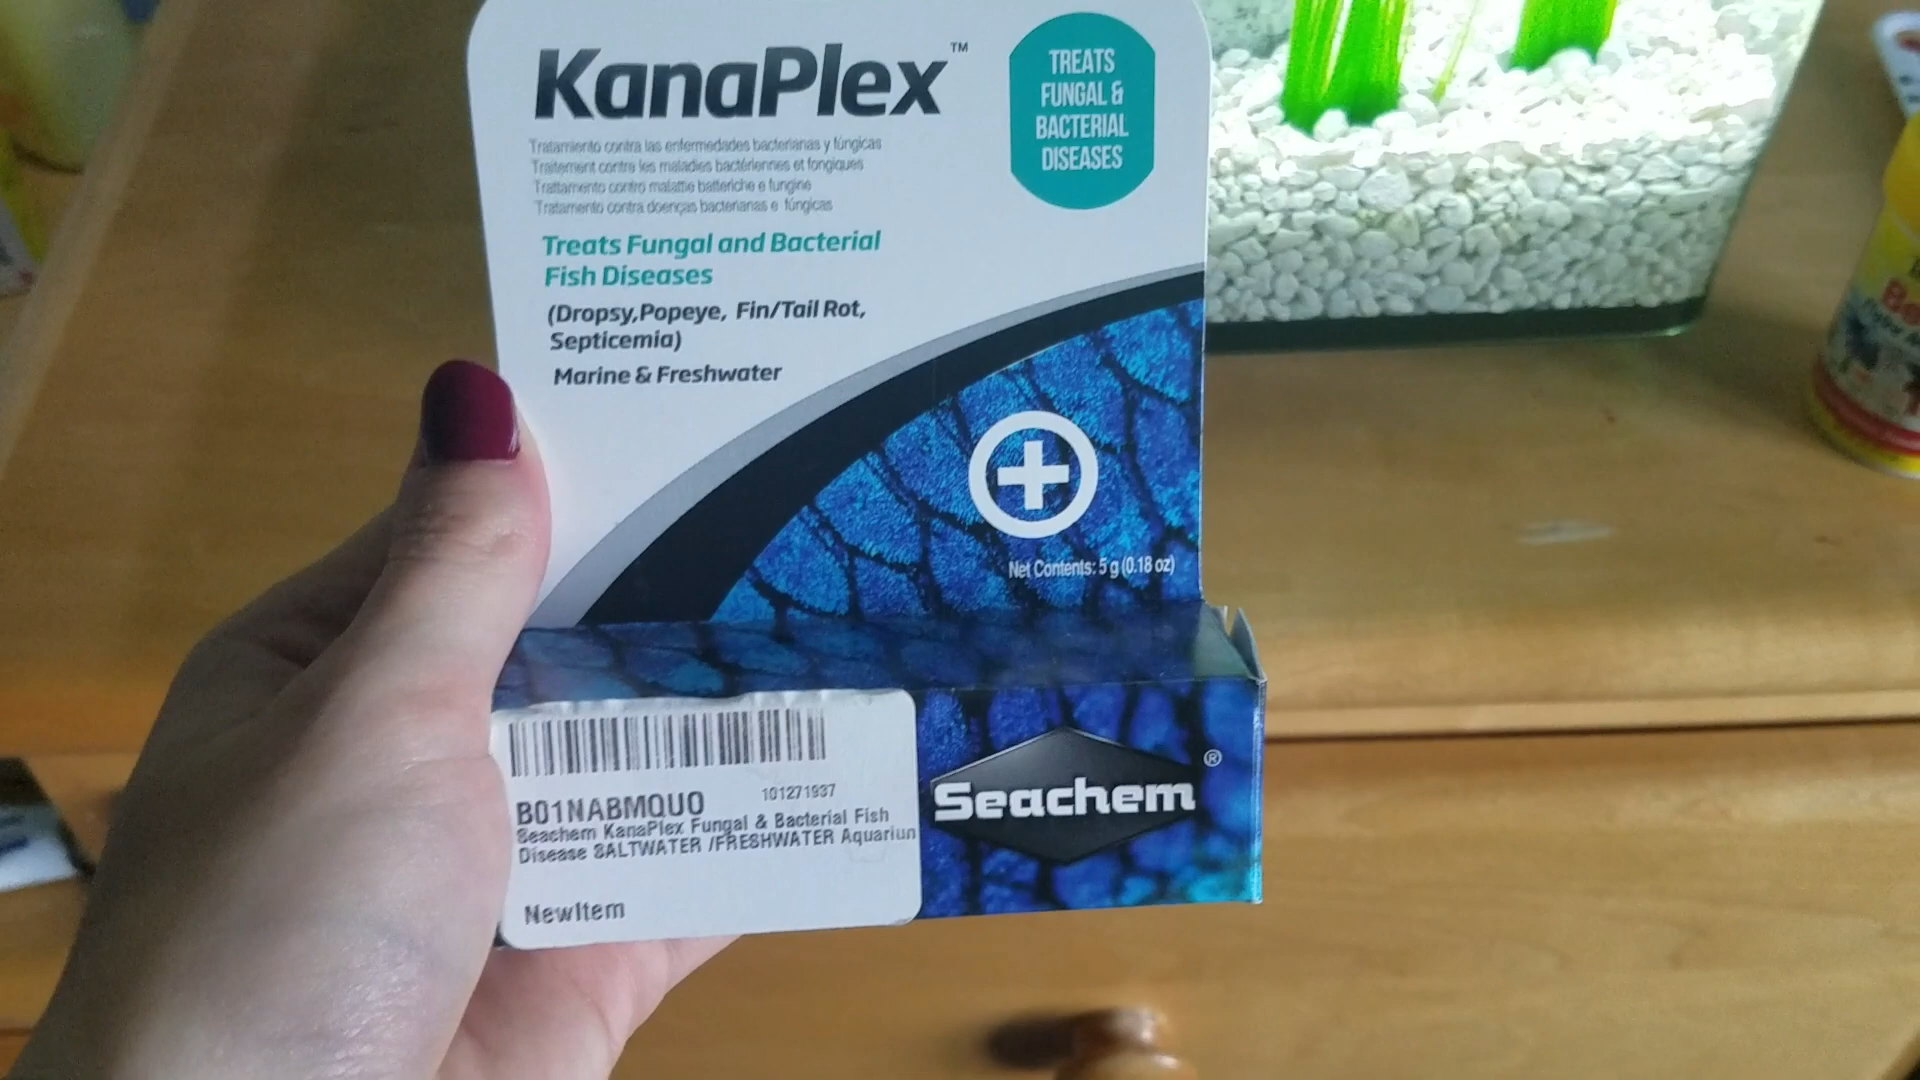 KanaPlex™
TREATS
FUNGAL &
BACTERIAL
DISEASES
Tratamiento contra las enfermedades bacterianas y fúngicas
Traitement contre les maladies bactériennes et fongiques
Trattamento contro malattie batteriche e fungine
Tratamento contra doenças bacterianas e fúngicas
Treats Fungal and Bacterial
Fish Diseases
(Dropsy,Popeye, Fin/Tail Rot,
Septicemia)
Marine & Freshwater
Net Contents: 5 g (0.18 oz)
Seachem®
B01NABMQUO
101271937
Seachem KanaPlex Fungal & Bacterial Fish
Disease SALTWATER /FRESHWATER Aquariun
NewItem